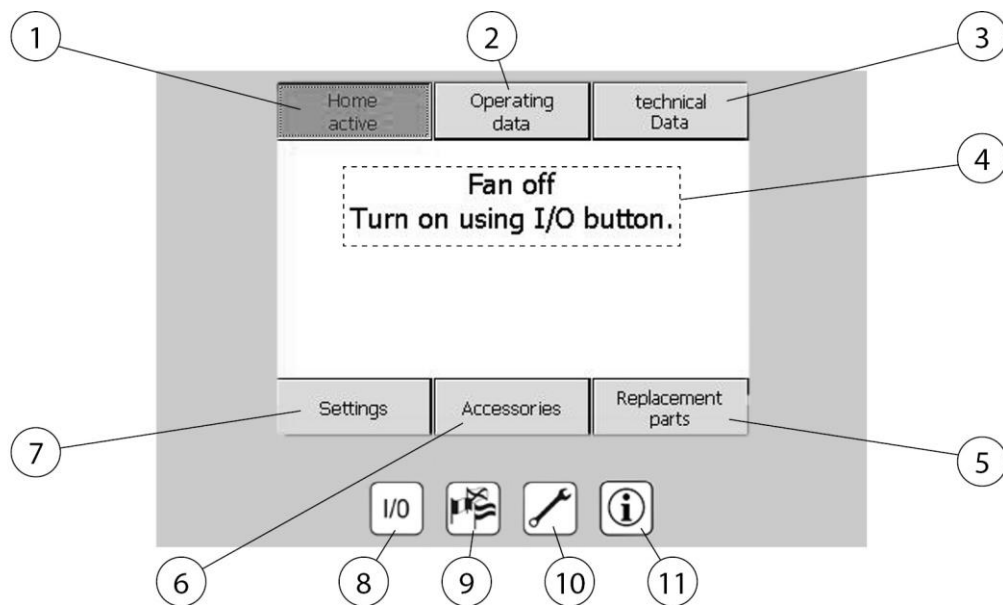 1
2
3
Home
active
Operating
data
technical
Data
4
Fan off
Turn on using I/O button.
Settings
Accessories
Replacement
parts
7
5
I/0
i
6
8
9
10
11